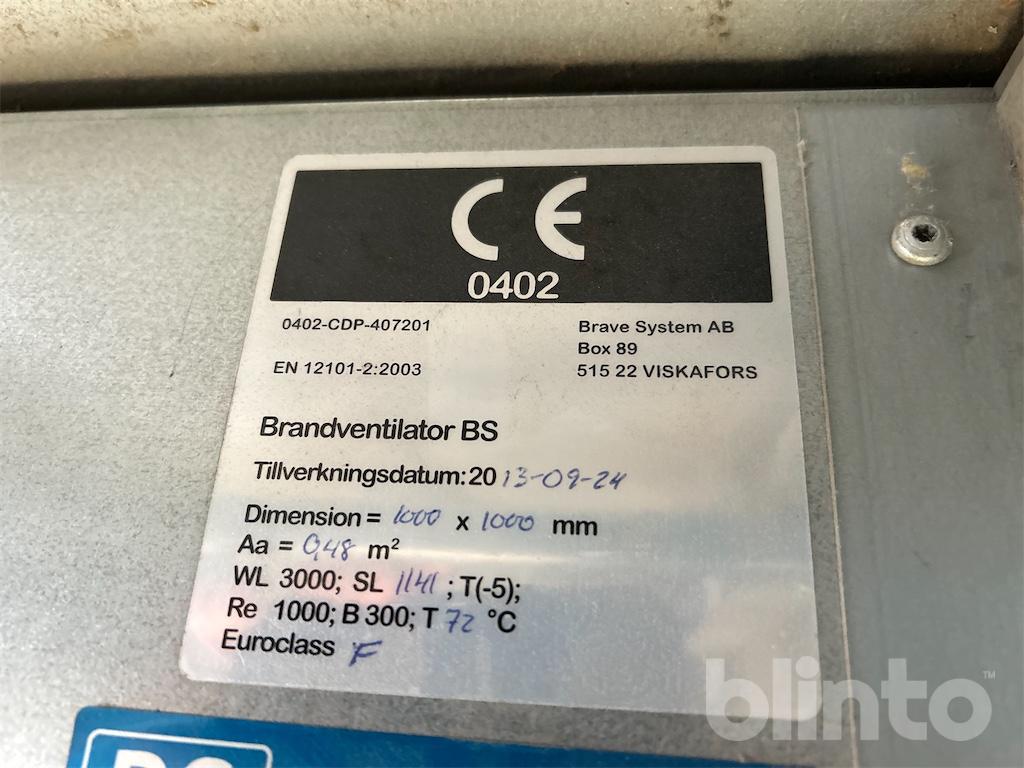 CE
0402
0402-CDP-407201
EN 12101-2:2003
Brave System AB
Box 89
515 22 VISKAFORS
Brandventilator BS
Tillverkningsdatum: 2013-09-24
Dimension = 1000 x 1000 mm
Aa = 0,48 m²
WL 3000; SL 1141 ; T(-5);
Re 1000; B 300; T 72 °C
Euroclass F
blinto™